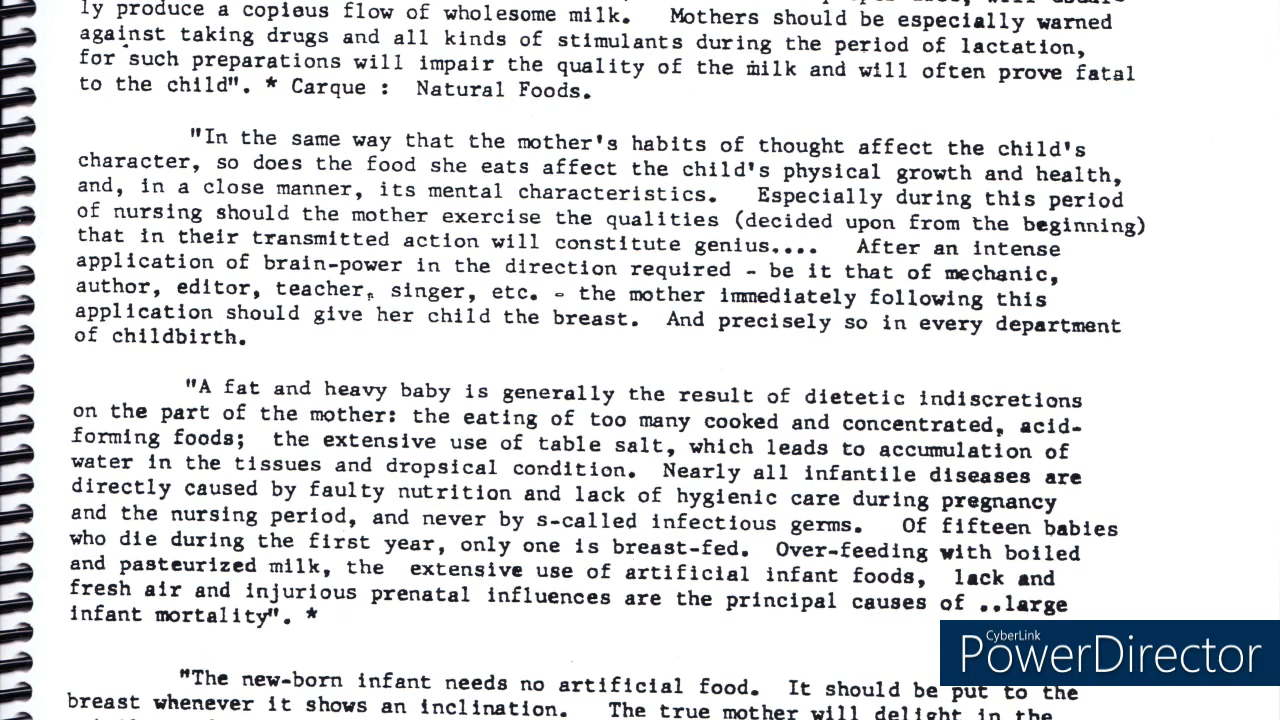 ly produce a copious flow of wholesome milk. Mothers should be especially warned
against taking drugs and all kinds of stimulants during the period of lactation,
for such preparations will impair the quality of the milk and will often prove fatal
to the child". * Carque : Natural Foods.
"In the same way that the mother's habits of thought affect the child's
character, so does the food she eats affect the child's physical growth and health,
and, in a close manner, its mental characteristics. Especially during this period
of nursing should the mother exercise the qualities (decided upon from the beginning)
that in their transmitted action will constitute genius.... After an intense
application of brain-power in the direction required - be it that of mechanic,
author, editor, teacher, singer, etc. - the mother immediately following this
application should give her child the breast. And precisely so in every department
of childbirth.
"A fat and heavy baby is generally the result of dietetic indiscretions
on the part of the mother: the eating of too many cooked and concentrated, acid-
forming foods; the extensive use of table salt, which leads to accumulation of
water in the tissues and dropsical condition. Nearly all infantile diseases are
directly caused by faulty nutrition and lack of hygienic care during pregnancy
and the nursing period, and never by s-called infectious germs. Of fifteen babies
who die during the first year, only one is breast-fed. Over-feeding with boiled
and pasteurized milk, the extensive use of artificial infant foods, lack and
fresh air and injurious prenatal influences are the principal causes of ..large
infant mortality". *
"The new-born infant needs no artificial food. It should be put to the
breast whenever it shows an inclination. The true mother will delight in the
CyberLink
PowerDirector